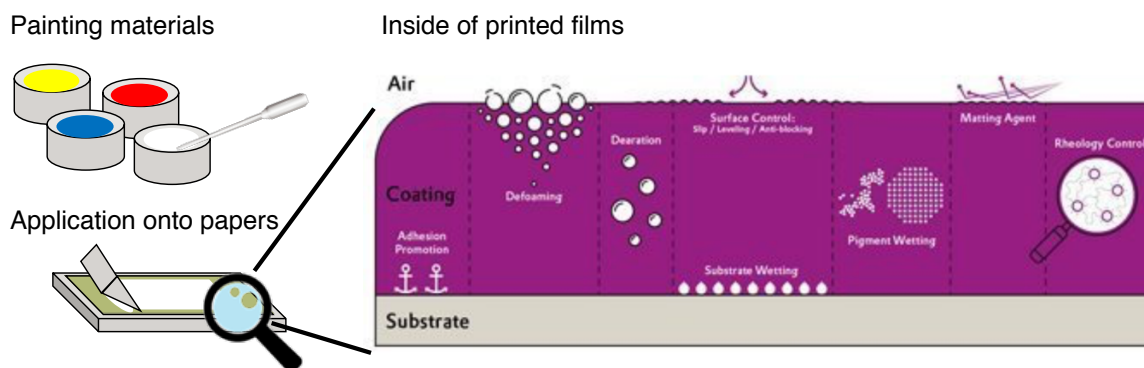 Painting materials
Inside of printed films
Air
Surface Control:
Slip / Leveling / Anti-blocking
Matting Agent
Dearation
Rheology Control
Coating
Defoaming
Adhesion
Promotion
Pigment Wetting
Application onto papers
Substrate Wetting
Substrate